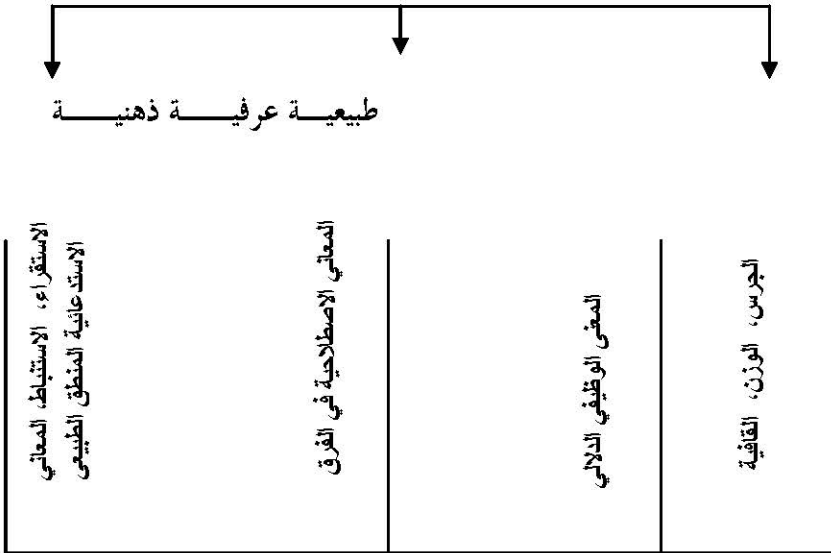 طبيعية عرفية ذهنية
الجرس، الوزن، القافية
المعنى الوظيفي الدلالي
المعاني الاصطلاحية في الفرق
الاستقراء، الاستنباط، المعاني
الاستدعائية المنطق الطبيعي